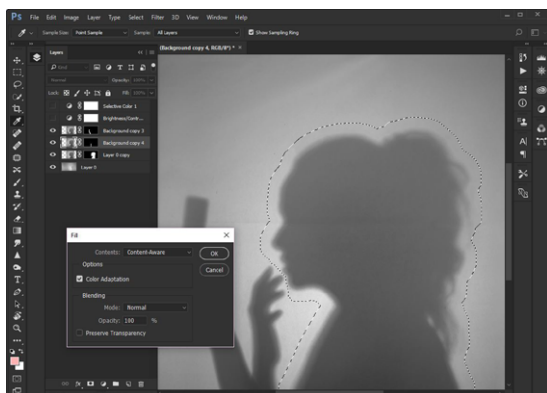 Ps File Edit Image Layer Type Select Filter 3D View Window Help
Sample Size: Point Sample Sample: All Layers Show Sampling Ring
Layers
(Background copy 4, RGB/8*) * ×
Kind
Normal Opacity: 100%
Lock: Fill: 100%
Selective Color 1
Brightness/Contr...
Background copy 3
Background copy 4
Layer 0 copy
Layer 0
Fill
Contents: Content-Aware
OK
Options
Cancel
Color Adaptation
Blending
Mode: Normal
Opacity: 100 %
Preserve Transparency